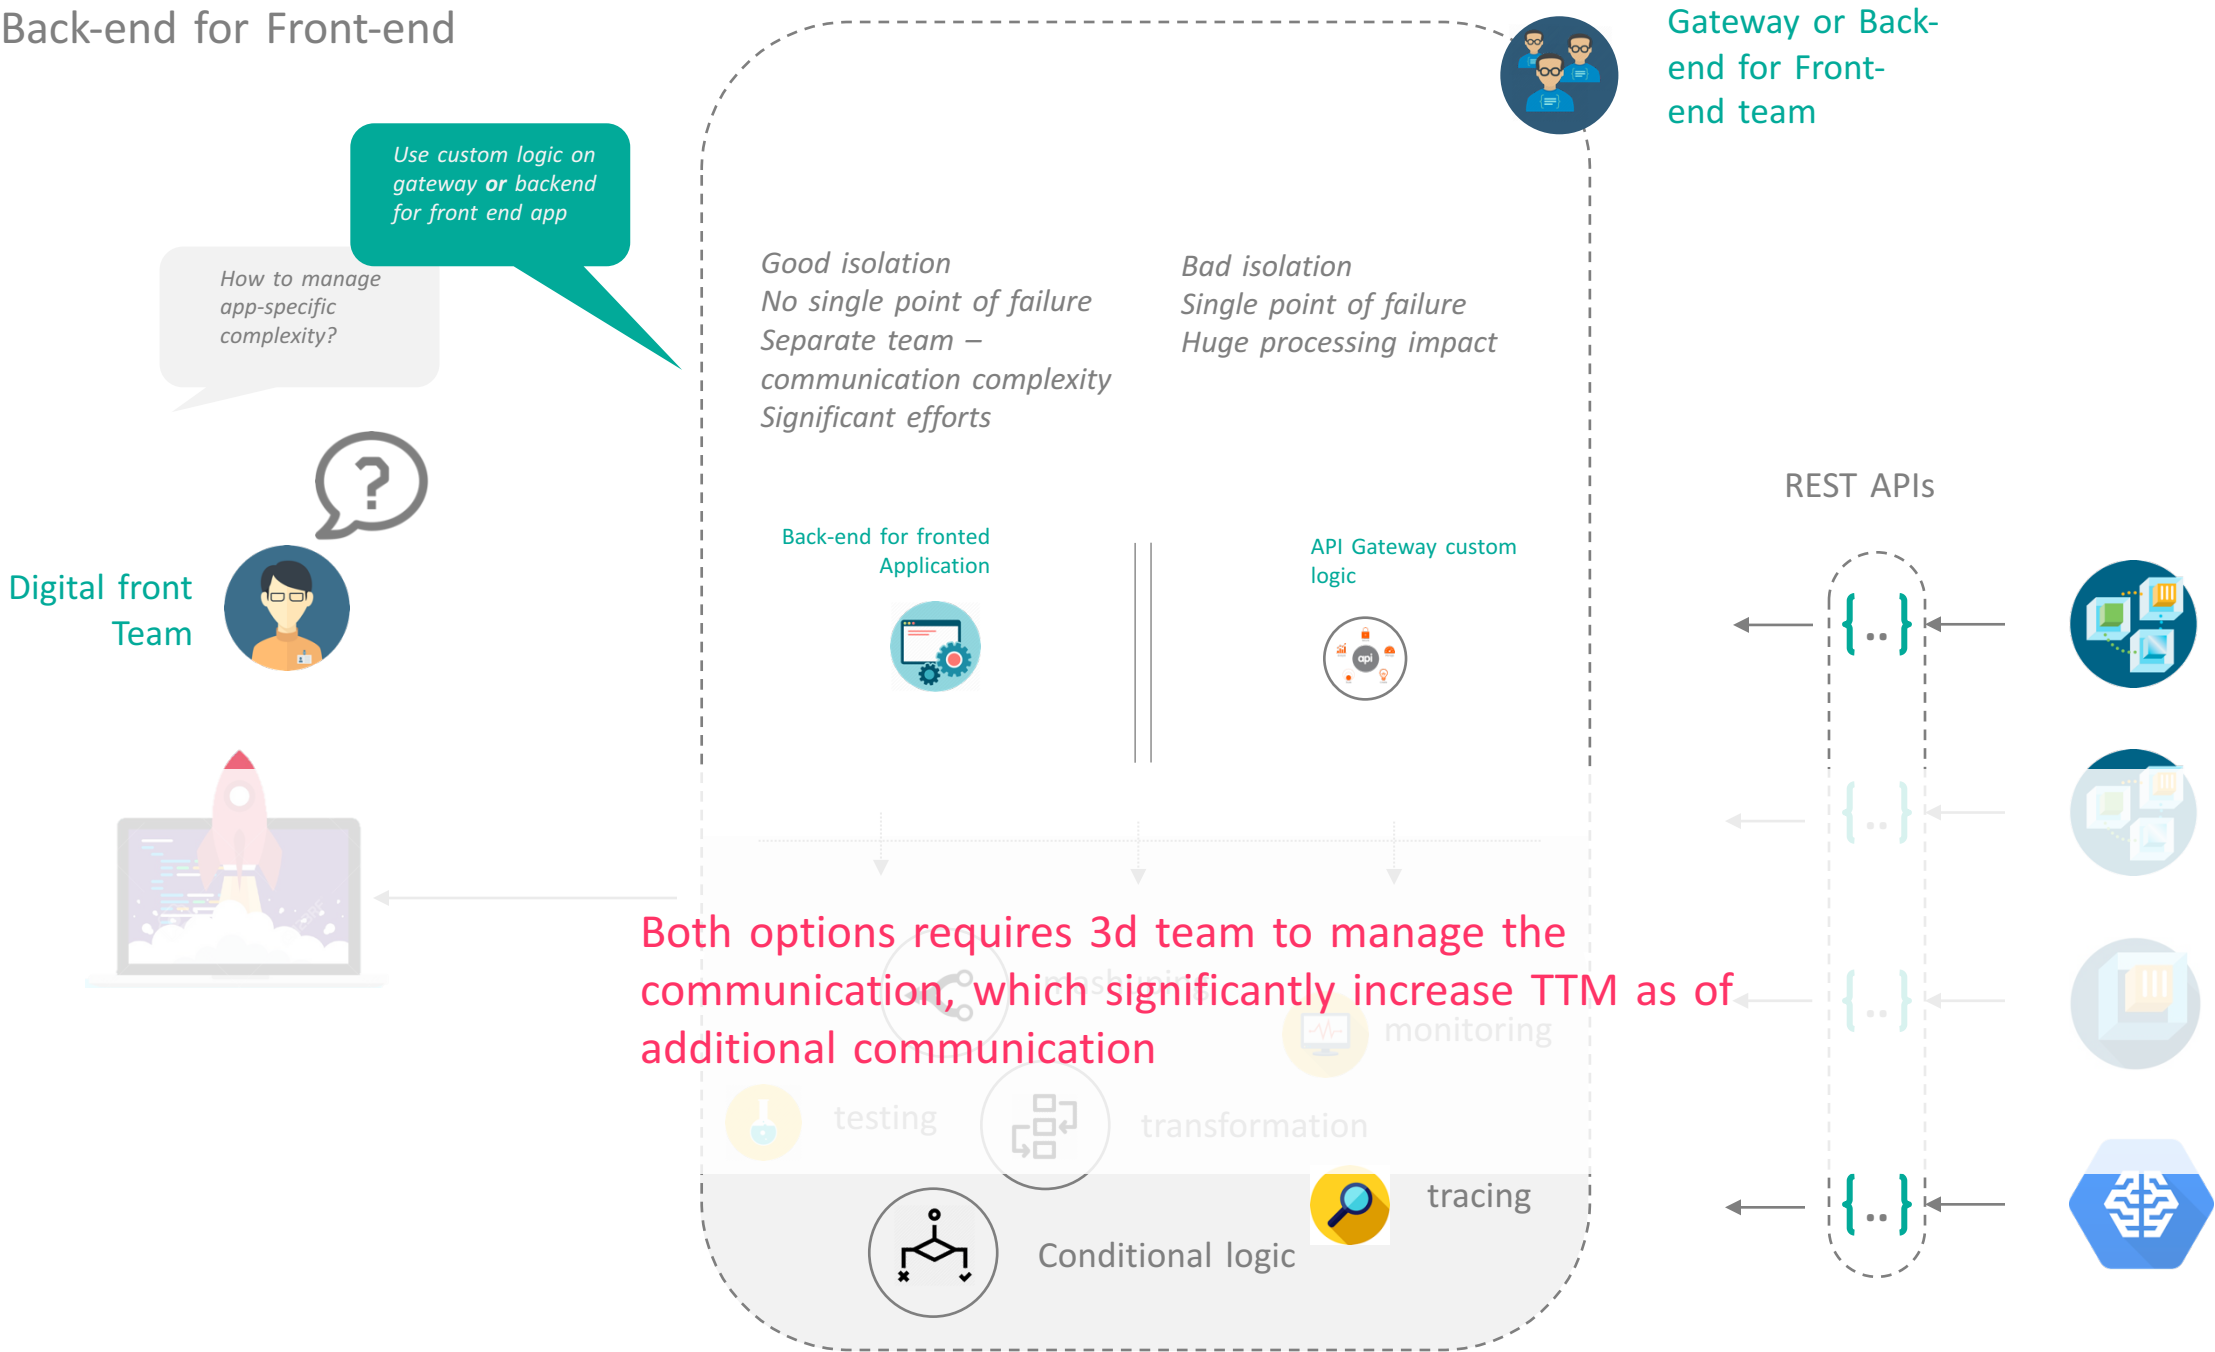 Back-end for Front-end
Gateway or Back-
end for Front-
end team
Use custom logic on
gateway or backend
for front end app
How to manage
app-specific
complexity?
Good isolation
No single point of failure
Separate team –
communication complexity
Significant efforts
Bad isolation
Single point of failure
Huge processing impact
REST APIs
Back-end for fronted
Application
API Gateway custom
logic
api
Digital front
Team
?
{..}
{..}
{..}
{..}
Both options requires 3d team to manage the
communication, which significantly increase TTM as of
additional communication
mashuping
monitoring
testing
transformation
tracing
Conditional logic